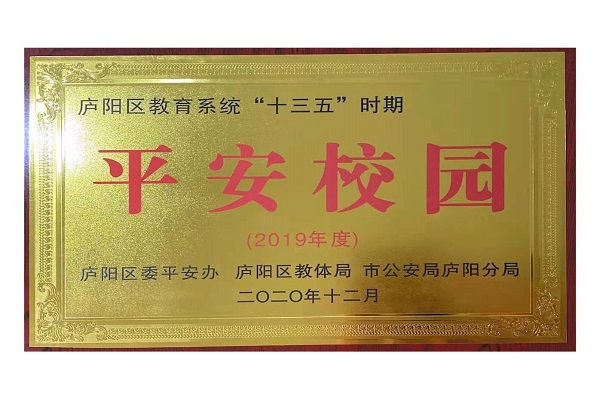 庐阳区教育系统“十三五”时期
平安校园
(2019年度)
庐阳区委平安办 庐阳区教体局 市公安局庐阳分局
二〇二〇年十二月